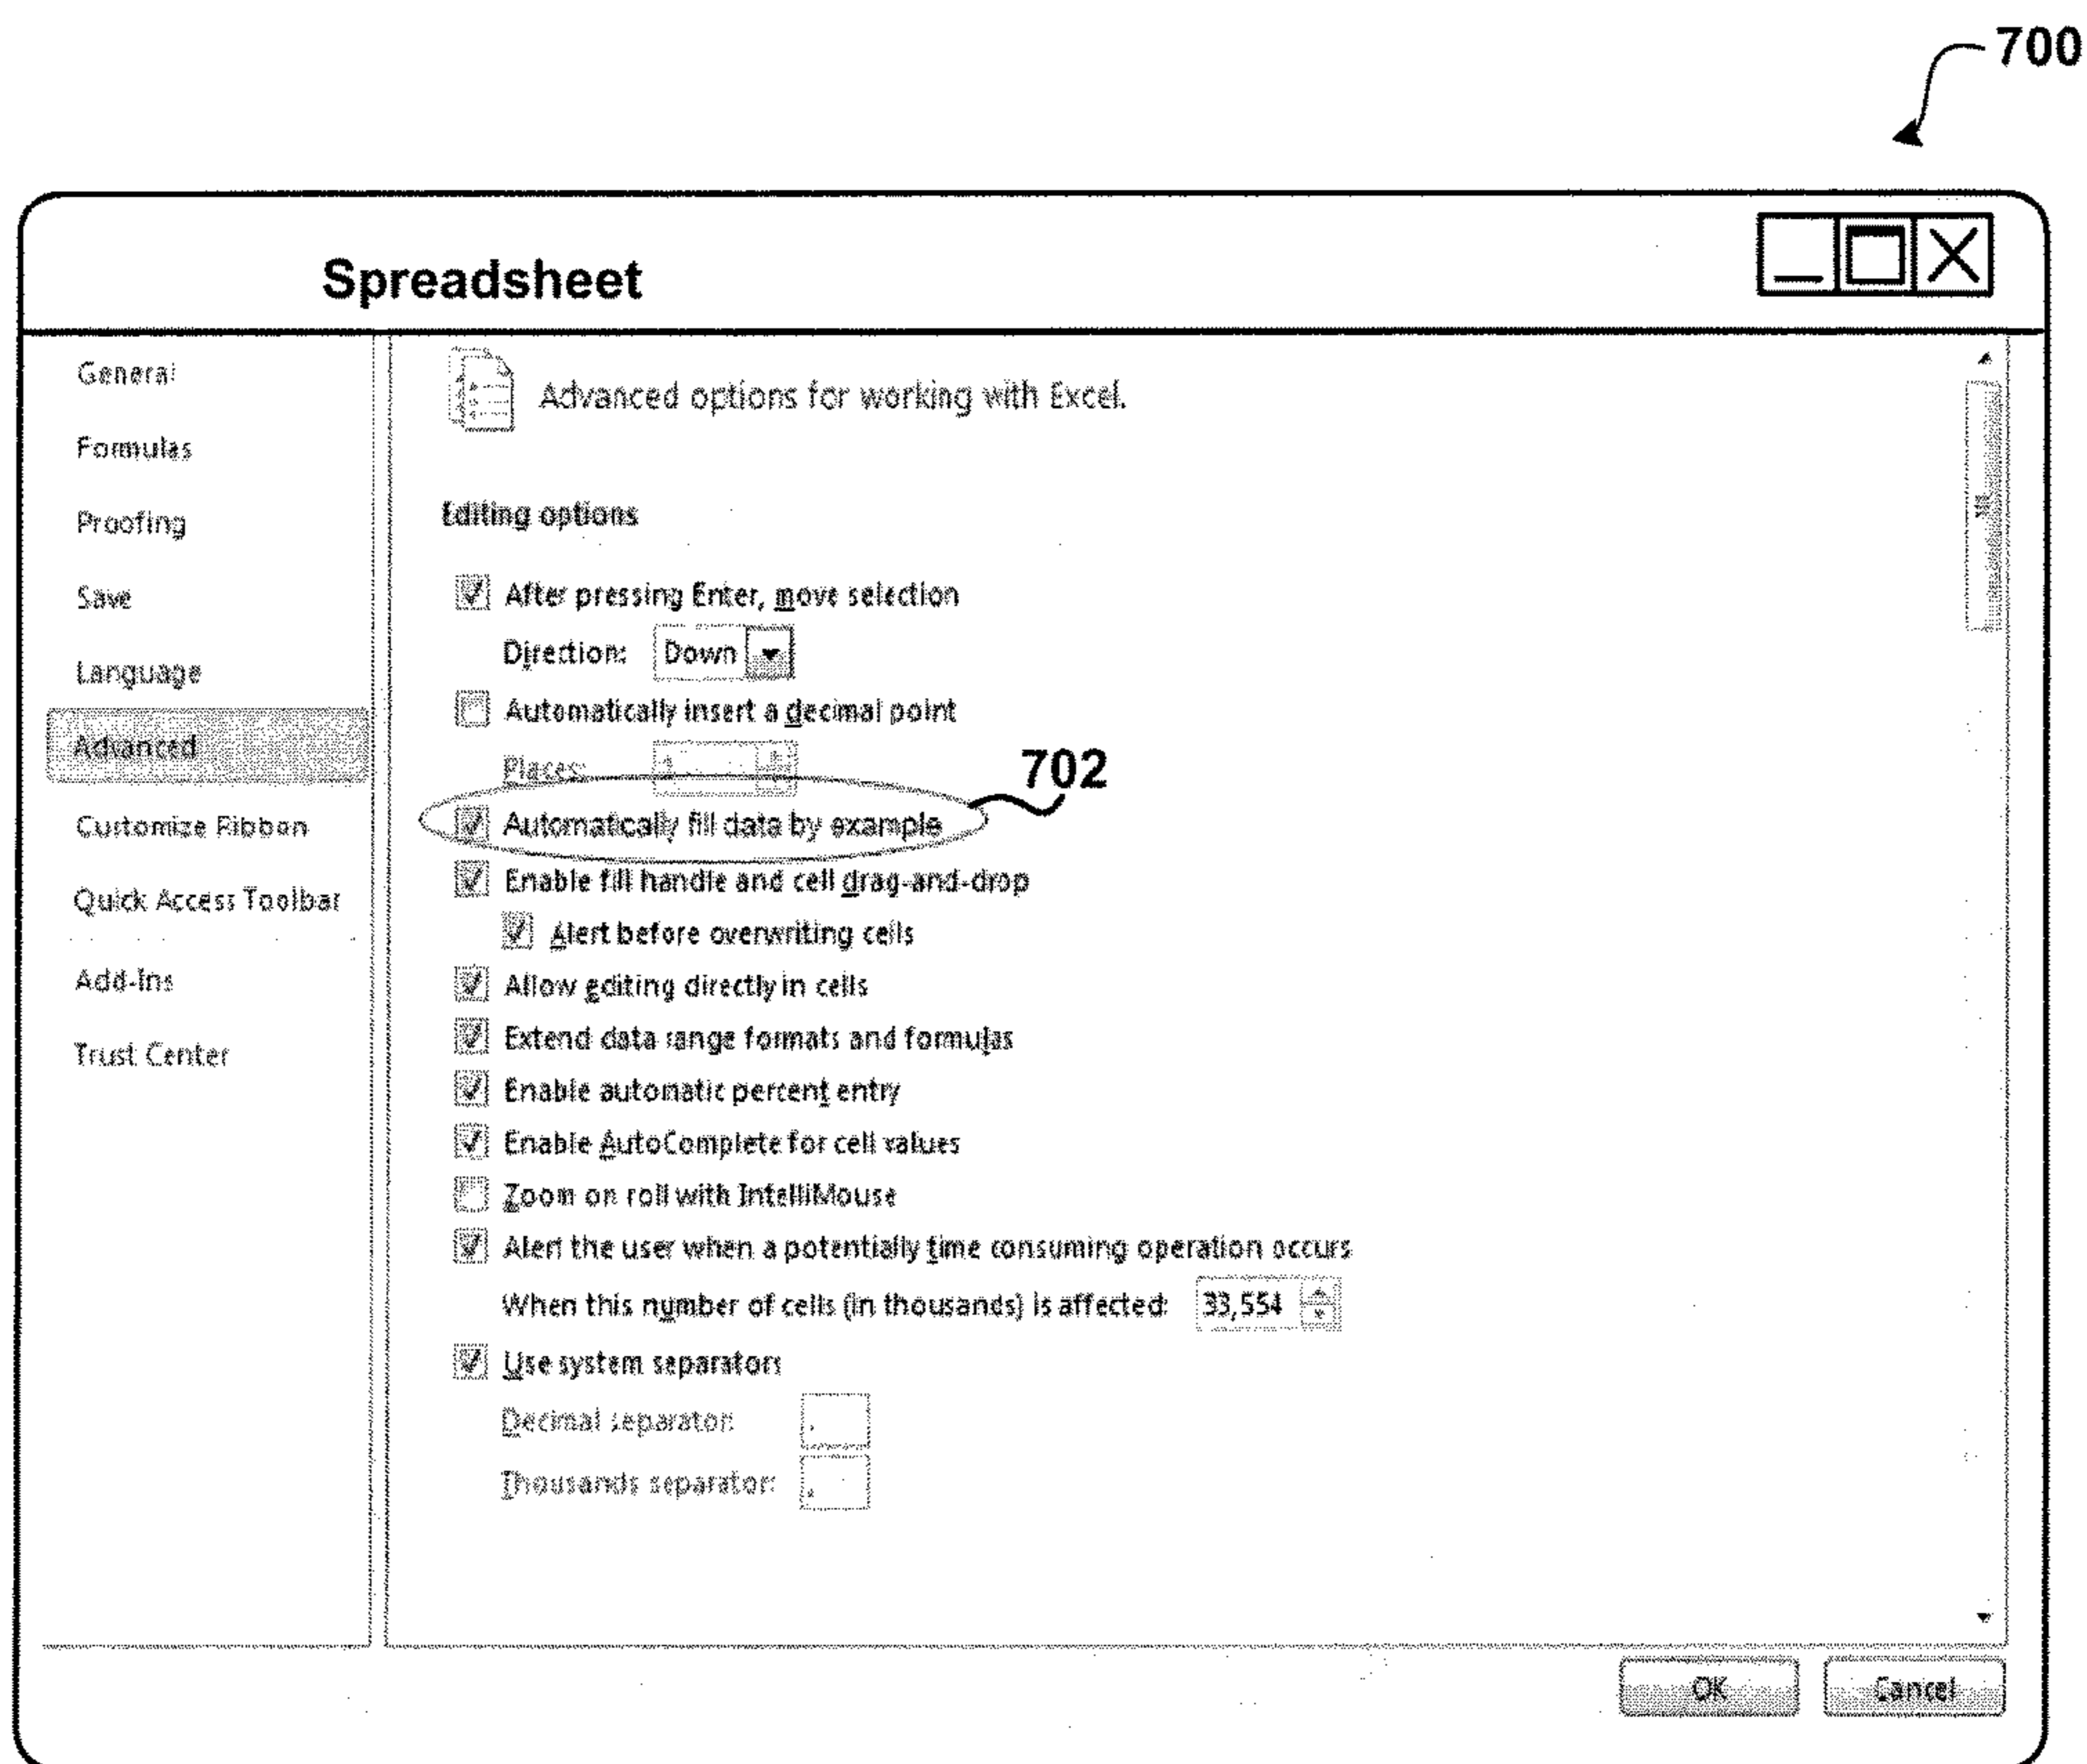 700
Spreadsheet
General
Formulas
Proofing
Save
Language
Advanced
Customize Ribbon
Quick Access Toolbar
Add-Ins
Trust Center
Advanced options for working with Excel.
Editing options
After pressing Enter, move selection
Direction: Down
Automatically insert a decimal point
Places:
702
Automatically fill data by example
Enable fill handle and cell drag-and-drop
Alert before overwriting cells
Allow editing directly in cells
Extend data range formats and formulas
Enable automatic percent entry
Enable AutoComplete for cell values
Zoom on roll with IntelliMouse
Alert the user when a potentially time consuming operation occurs
When this number of cells (in thousands) is affected: 33,554
Use system separators
Decimal separator:
Thousands separator:
OK Cancel